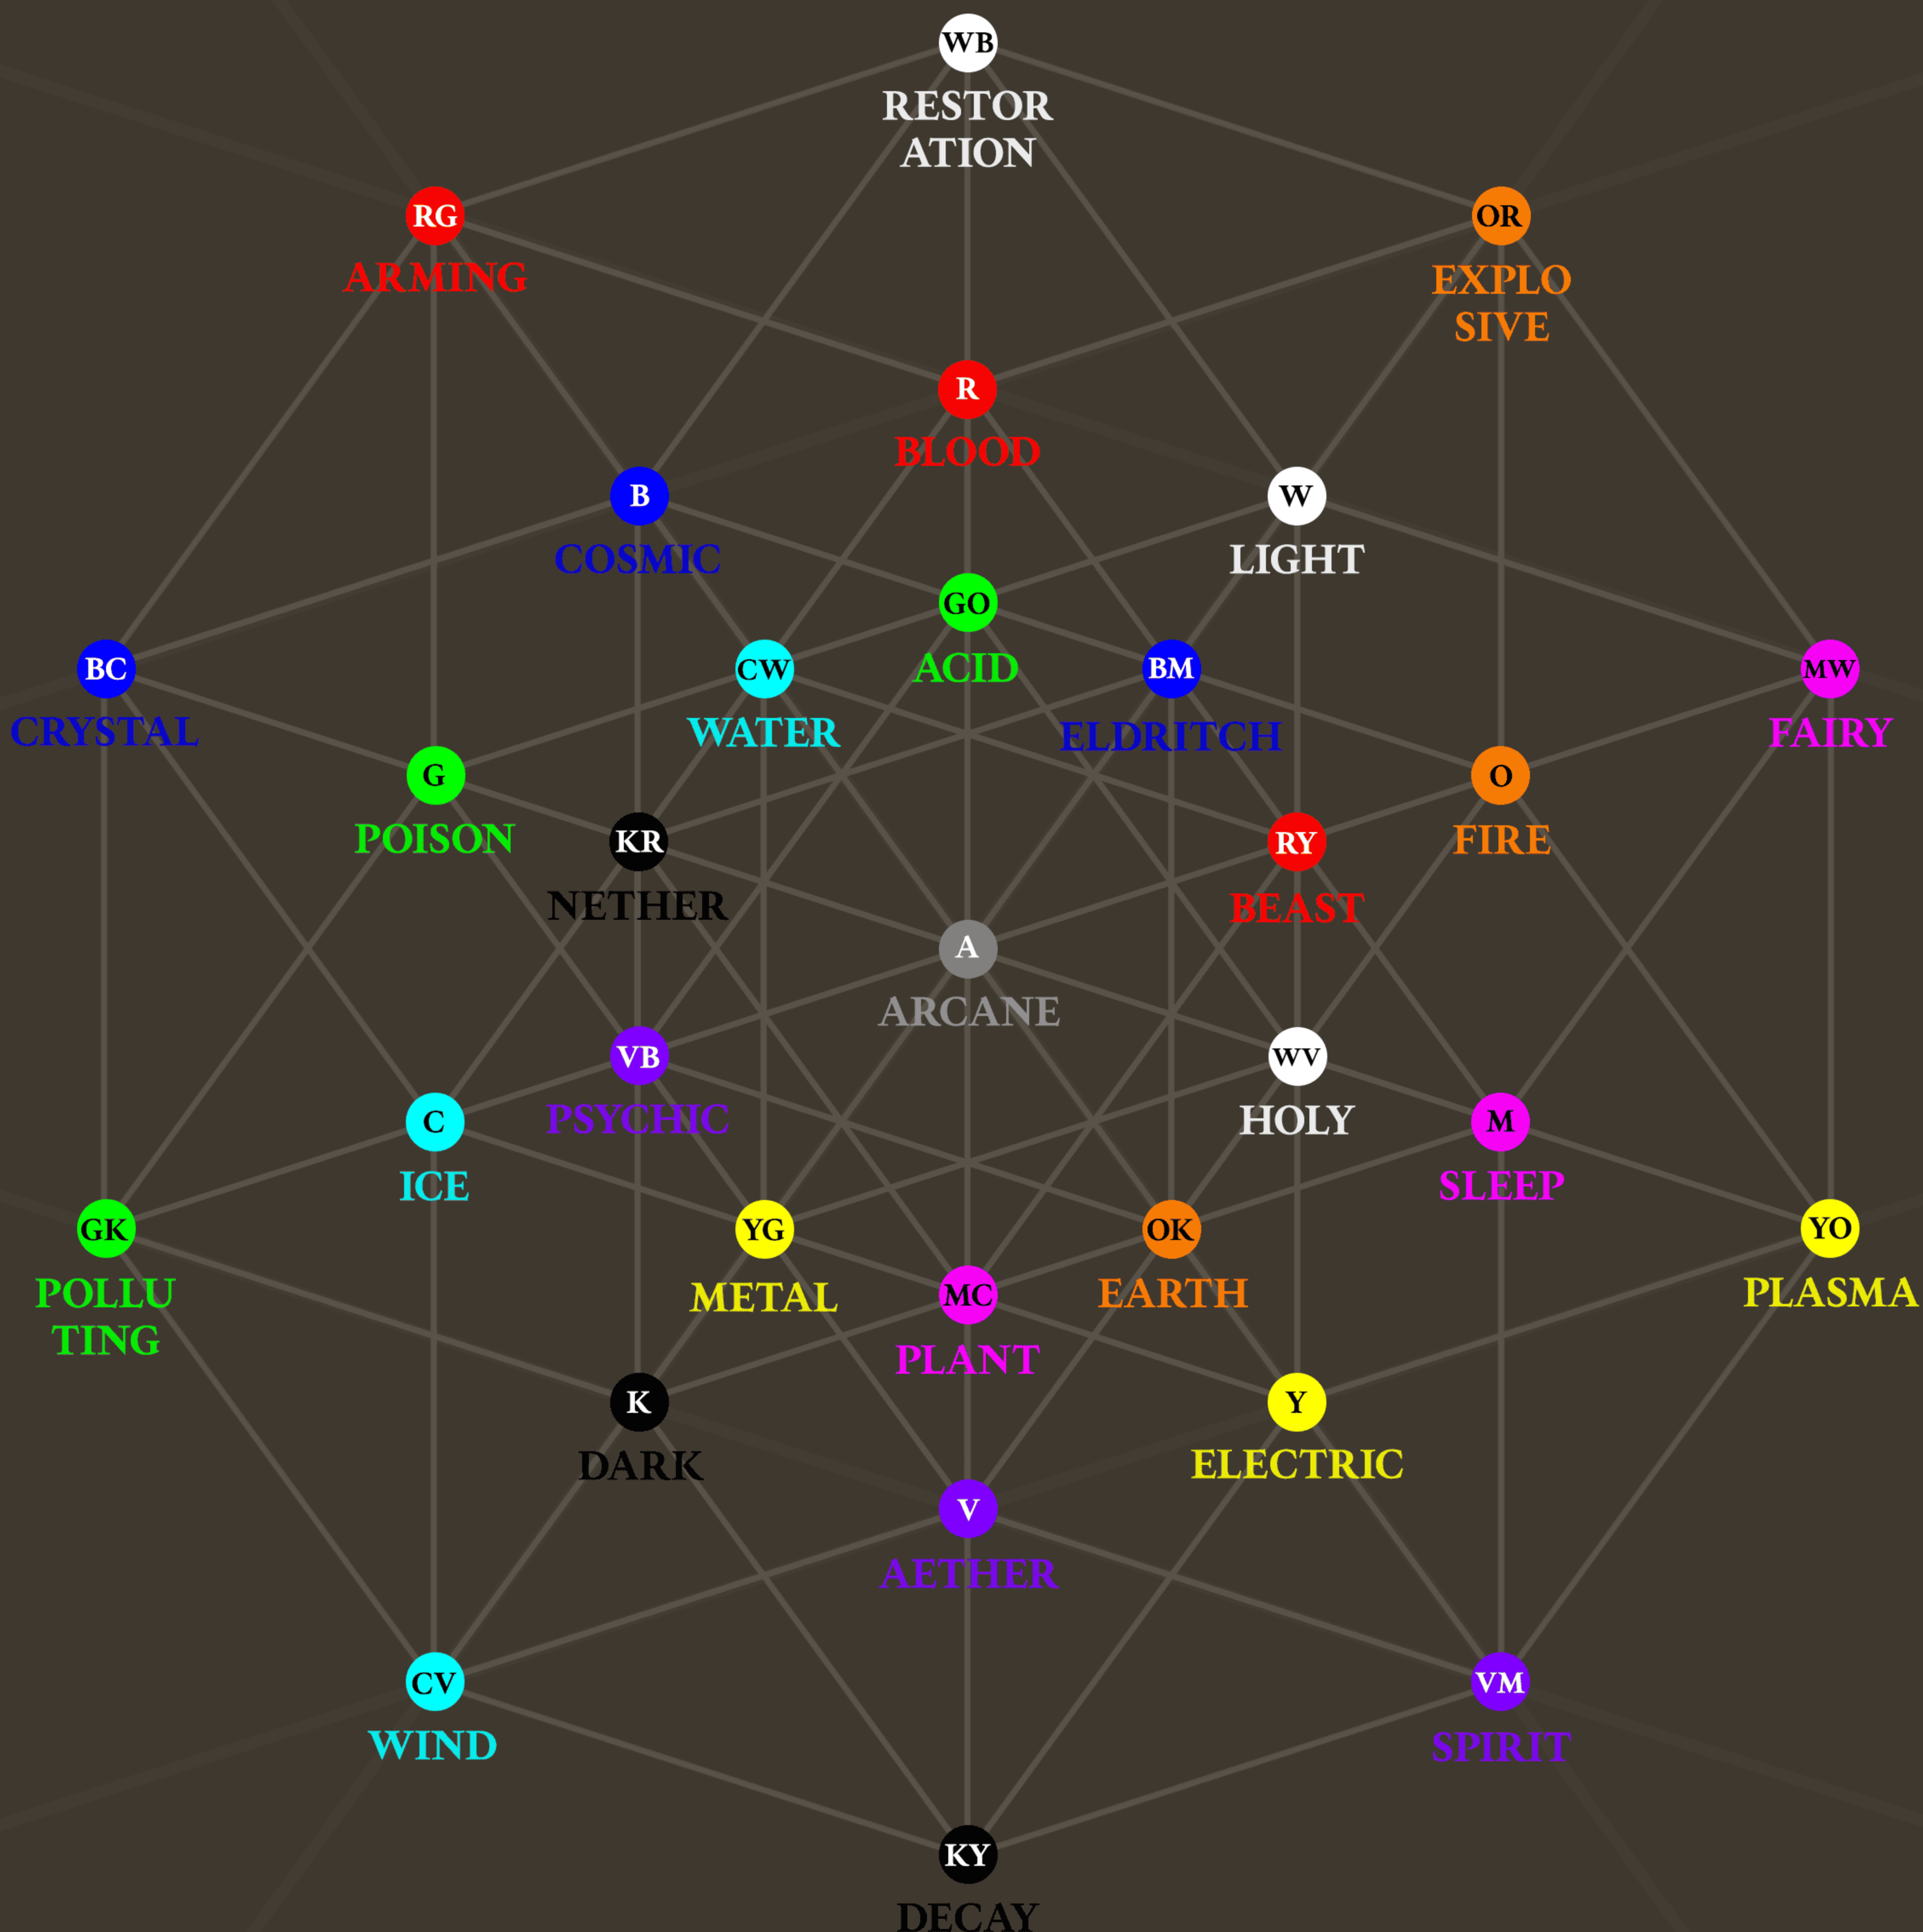 WB
RESTOR
ATION
RG
ARMING
OR
EXPLO
SIVE
R
BLOOD
B
COSMIC
W
LIGHT
GO
ACID
BC
CRYSTAL
CW
WATER
BM
ELDRITCH
MW
FAIRY
G
POISON
O
FIRE
KR
NETHER
RY
BEAST
A
ARCANE
VB
PSYCHIC
WV
HOLY
C
ICE
M
SLEEP
GK
POLLU
TING
YG
METAL
OK
EARTH
YO
PLASMA
MC
PLANT
K
DARK
Y
ELECTRIC
V
AETHER
CV
WIND
VM
SPIRIT
KY
DECAY